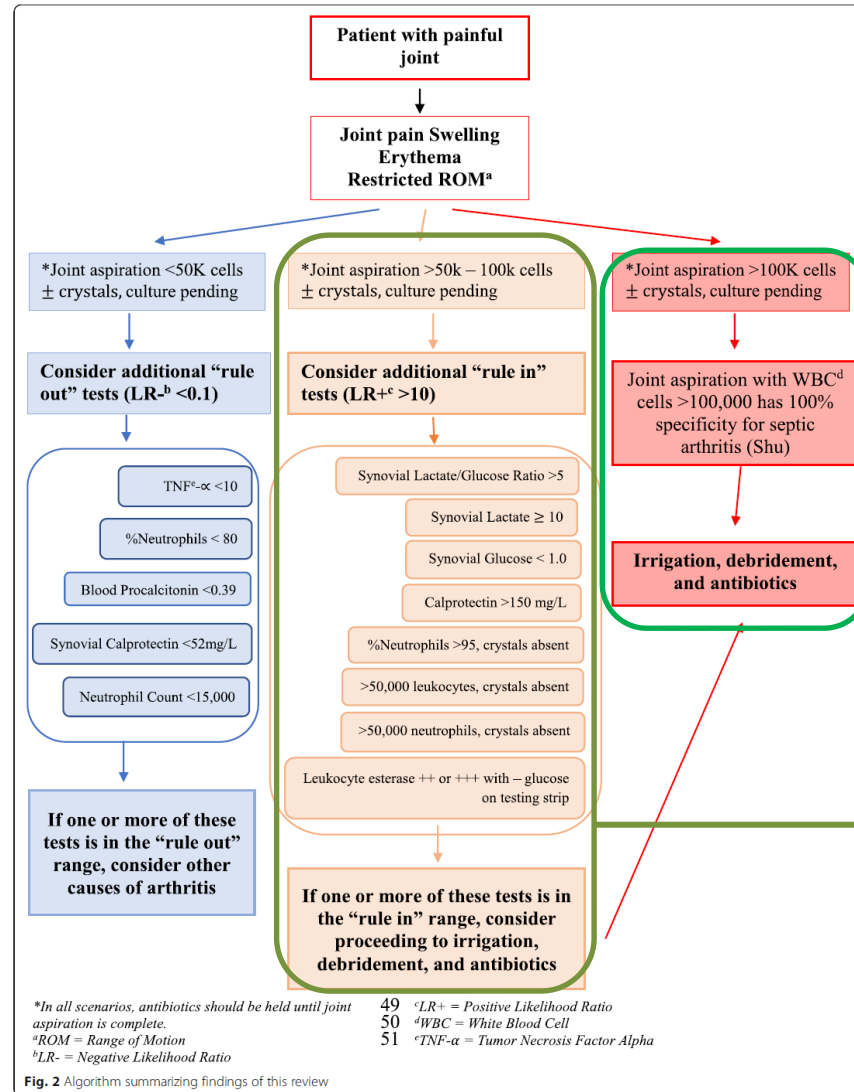 Patient with painful
joint
Joint pain Swelling
Erythema
Restricted ROMᵃ
*Joint aspiration <50K cells
± crystals, culture pending
*Joint aspiration >50k – 100k cells
± crystals, culture pending
*Joint aspiration >100K cells
± crystals, culture pending
Consider additional “rule
out” tests (LR-ᵇ <0.1)
Consider additional “rule in”
tests (LR+ᶜ >10)
Joint aspiration with WBCᵈ
cells >100,000 has 100%
specificity for septic
arthritis (Shu)
TNFᵉ-∝ <10
%Neutrophils < 80
Blood Procalcitonin <0.39
Synovial Calprotectin <52mg/L
Neutrophil Count <15,000
Synovial Lactate/Glucose Ratio >5
Synovial Lactate ≥ 10
Synovial Glucose < 1.0
Calprotectin >150 mg/L
%Neutrophils >95, crystals absent
>50,000 leukocytes, crystals absent
>50,000 neutrophils, crystals absent
Leukocyte esterase ++ or +++ with – glucose
on testing strip
Irrigation, debridement,
and antibiotics
If one or more of these
tests is in the “rule out”
range, consider other
causes of arthritis
If one or more of these tests is in
the “rule in” range, consider
proceeding to irrigation,
debridement, and antibiotics
*In all scenarios, antibiotics should be held until joint
aspiration is complete.
ᵃROM = Range of Motion
ᵇLR- = Negative Likelihood Ratio
49 ᶜLR+ = Positive Likelihood Ratio
50 ᵈWBC = White Blood Cell
51 ᵉTNF-α = Tumor Necrosis Factor Alpha
Fig. 2 Algorithm summarizing findings of this review